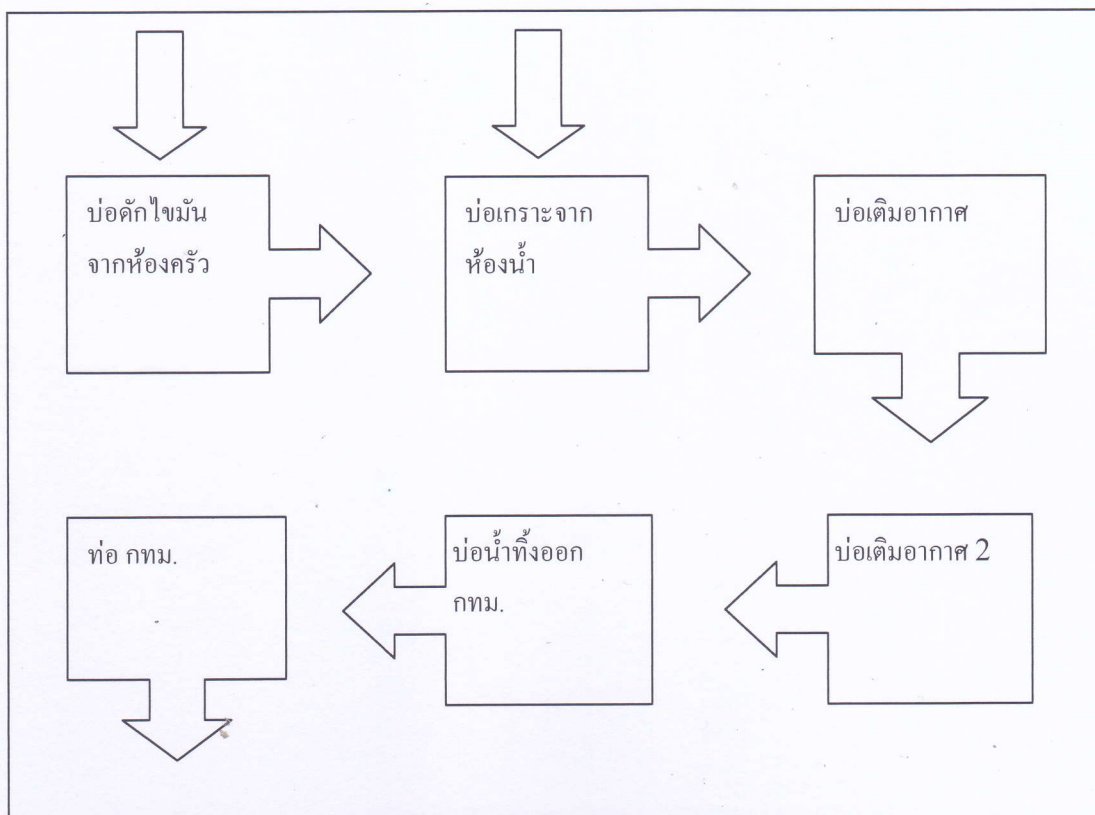 บ่อดักไขมัน
จากห้องครัว
บ่อเกราะจาก
ห้องน้ำ
บ่อเติมอากาศ
ท่อ กทม.
บ่อน้ำทิ้งออก
กทม.
บ่อเติมอากาศ 2